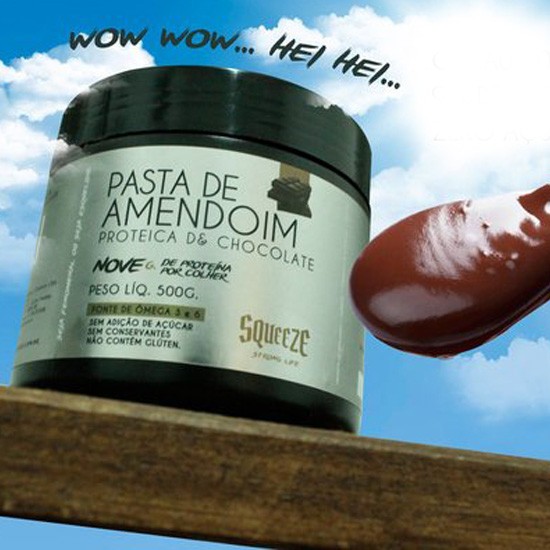 WOW WOW... HEI HEI...
PASTA DE
AMENDOIM
PROTEICA D& CHOCOLATE
NOVE G. DE PROTEÍNA
POR COLHER
PESO LÍQ. 500G.
FONTE DE ÔMEGA 3 e 6
SEM ADIÇÃO DE AÇÚCAR
SEM CONSERVANTES
NÃO CONTÉM GLÚTEN.
SQUEEZE
STRONG LIFE